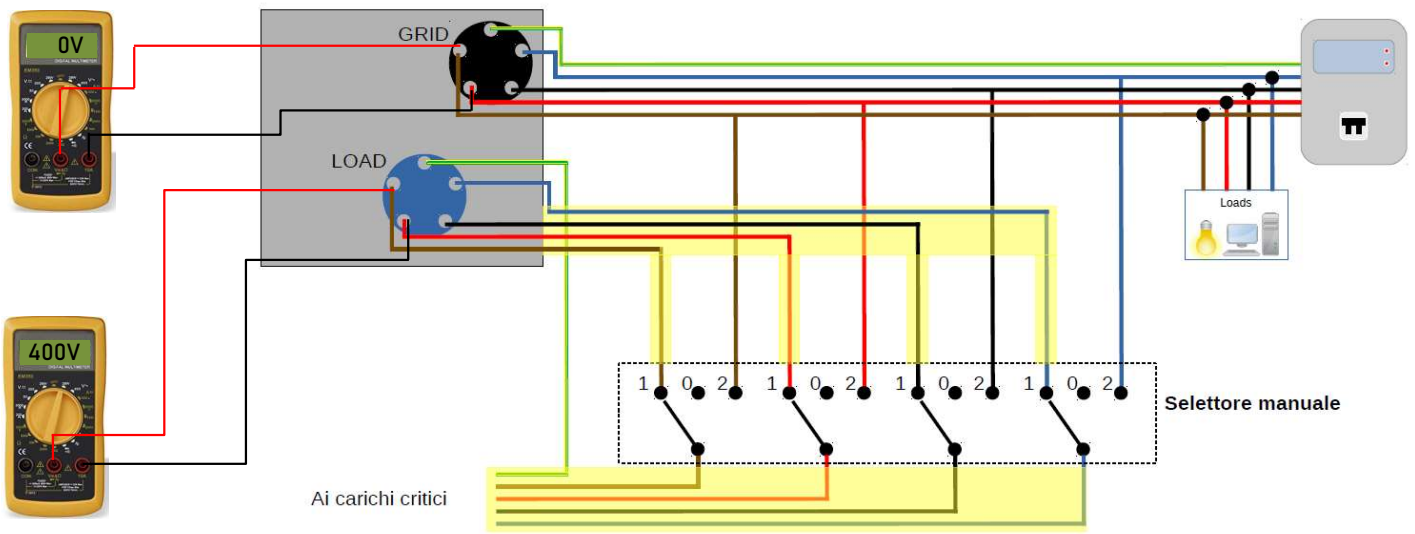 0V
GRID
LOAD
Loads
400V
1 0 2 1 0 2 1 0 2 1 0 2
Selettore manuale
Ai carichi critici